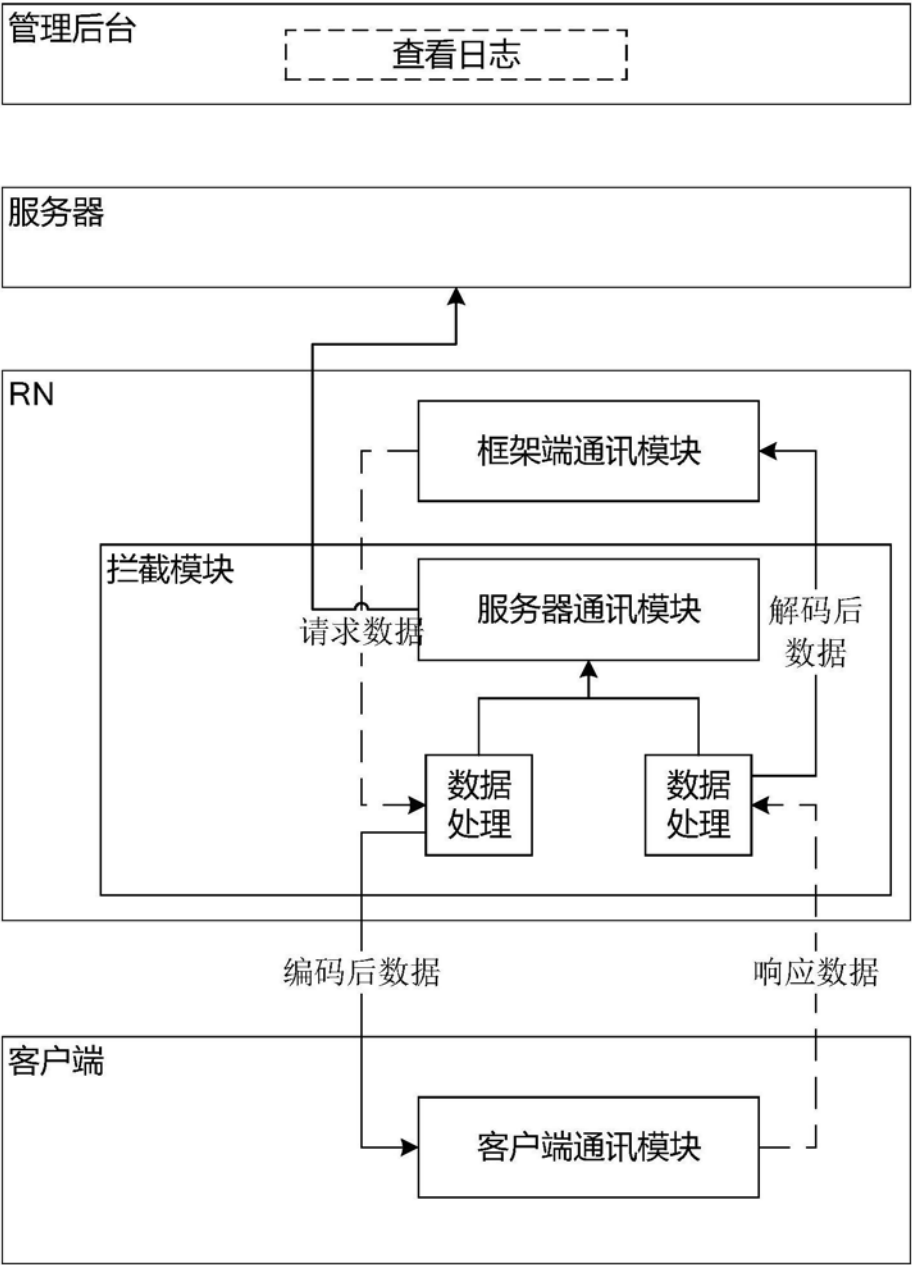 管理后台
查看日志
服务器
RN
框架端通讯模块
拦截模块
服务器通讯模块
请求数据
解码后
数据
数据
处理
数据
处理
编码后数据
响应数据
客户端
客户端通讯模块